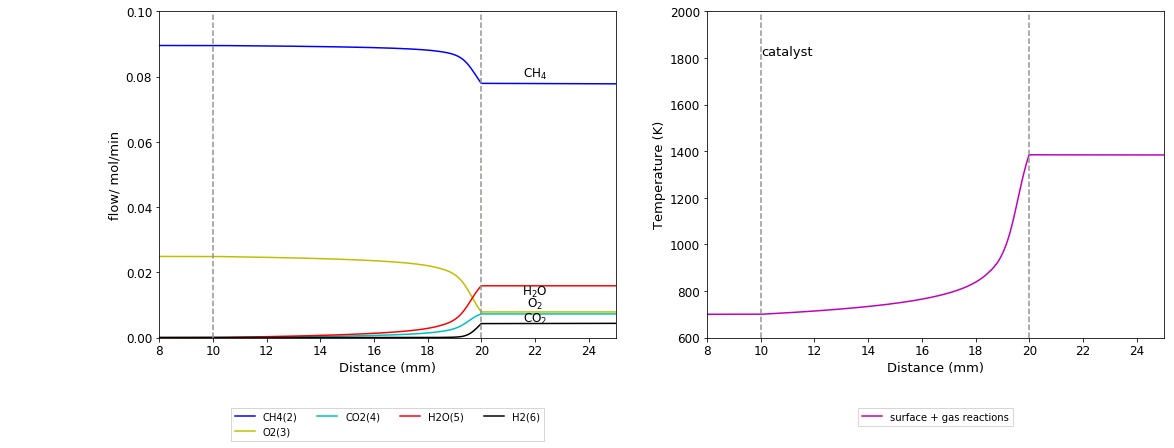 0.10
0.08
0.06
0.04
0.02
0.00
flow/ mol/min
CH₄
H₂O
O₂
CO₂
8 10 12 14 16 18 20 22 24
Distance (mm)
CH4(2) CO2(4) H2O(5) H2(6)
O2(3)
2000
1800
1600
1400
1200
1000
800
600
Temperature (K)
catalyst
8 10 12 14 16 18 20 22 24
Distance (mm)
surface + gas reactions